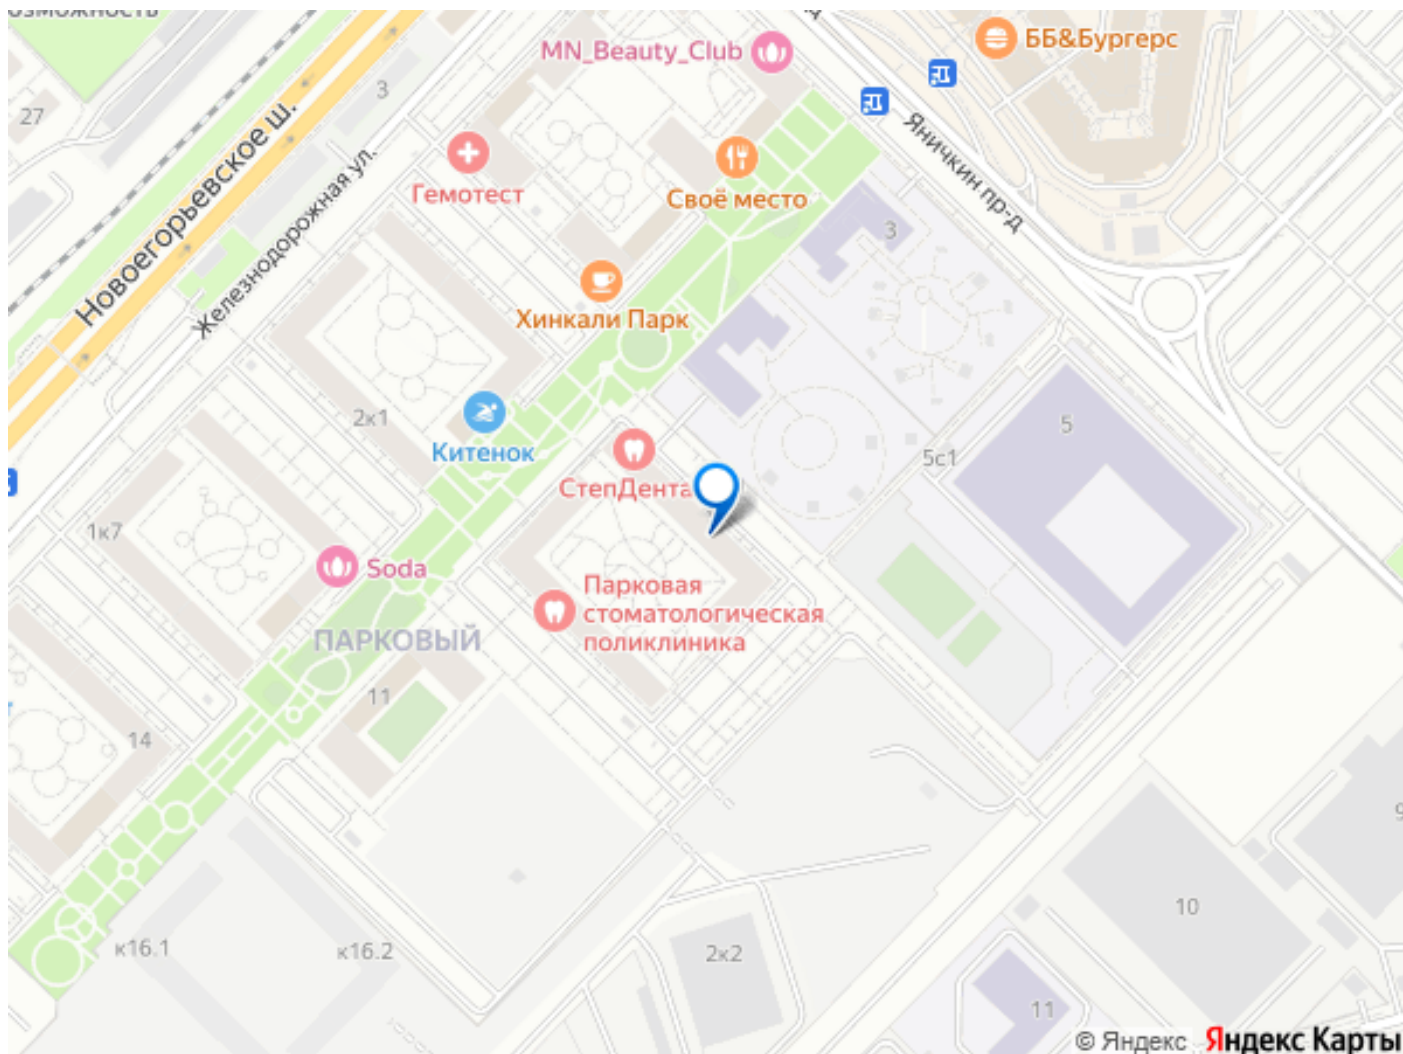 MN_Beauty_Club
ББ&Бургерс
27
3
Новоегорьевское ш.
Железнодорожная ул.
Гемотест
Своё место
Яничкин пр-д
3
Хинкали Парк
2к1
Китенок
5
5с1
СтепДента
1к7
Soda
Парковая
стоматологическая
поликлиника
ПАРКОВЫЙ
11
14
к16.1
к16.2
2к2
10
9
11
© Яндекс Яндекс Карты